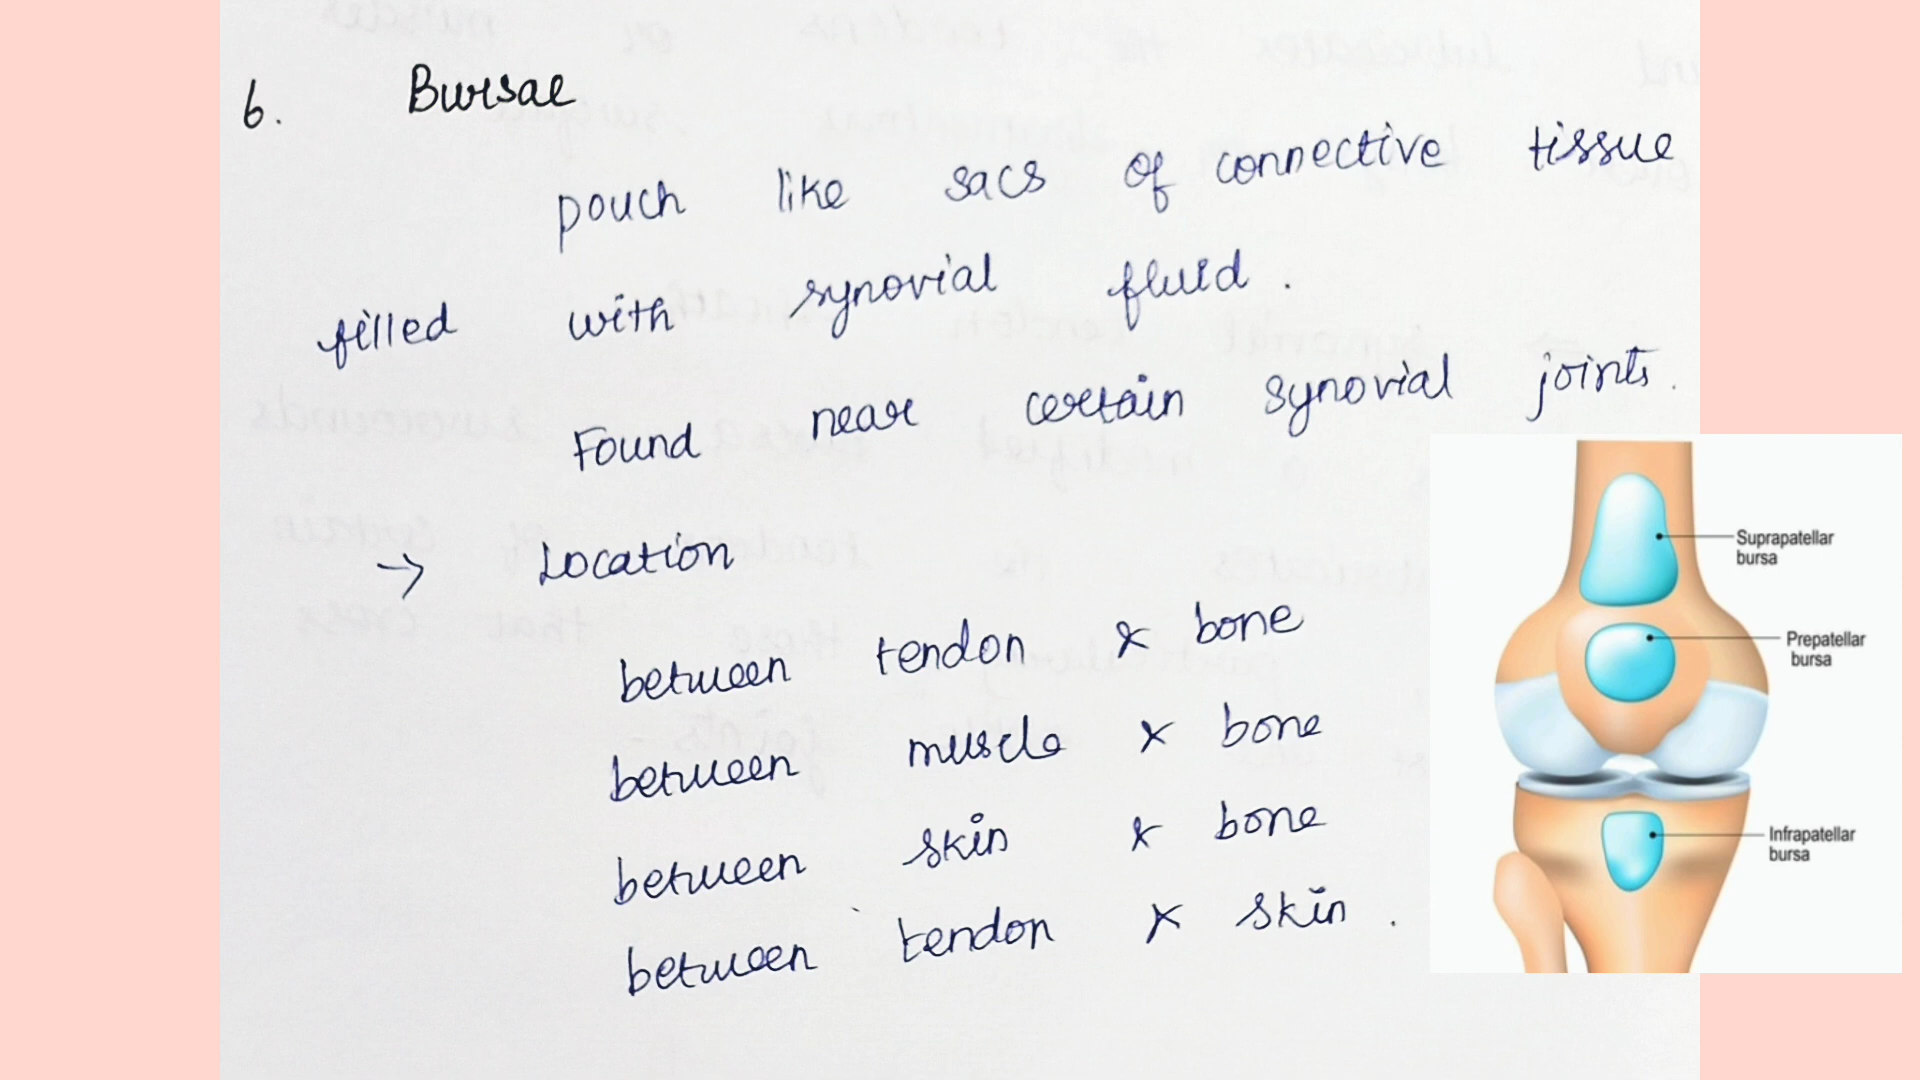 6. Bursae
pouch like sacs of connective tissue
filled with synovial fluid.
Found near certain synovial joints.
→ Location
between tendon & bone
between muscle & bone
between skin & bone
between tendon & skin.
Suprapatellar
bursa
Prepatellar
bursa
Infrapatellar
bursa